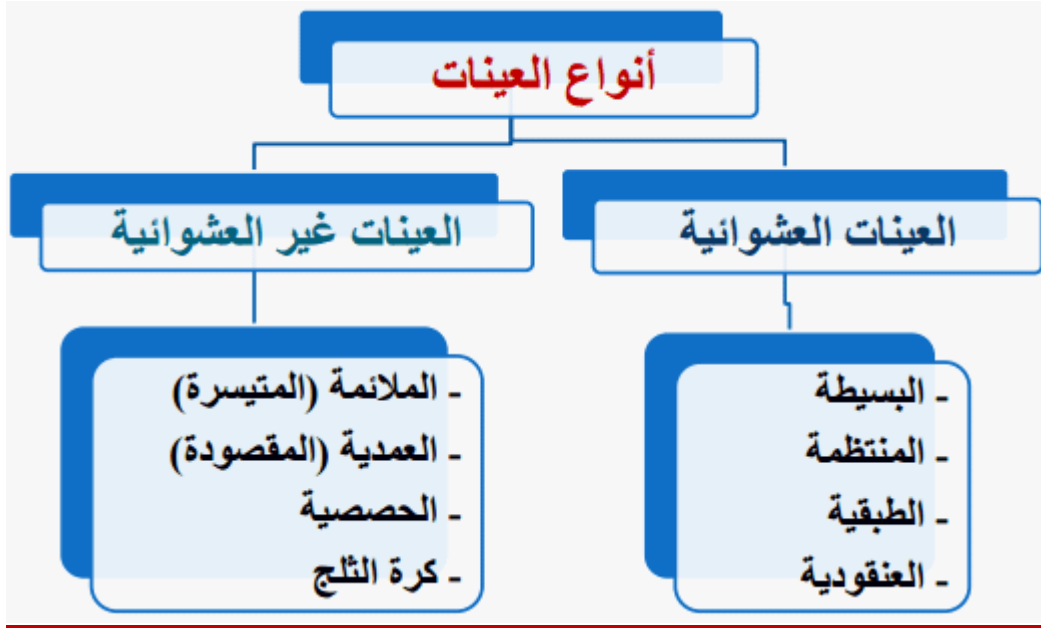 أنواع العينات
العينات العشوائية
- البسيطة
- المنتظمة
- الطبقية
- العنقودية
العينات غير العشوائية
- الملائمة (المتيسرة)
- العمدية (المقصودة)
- الحصصية
- كرة الثلج